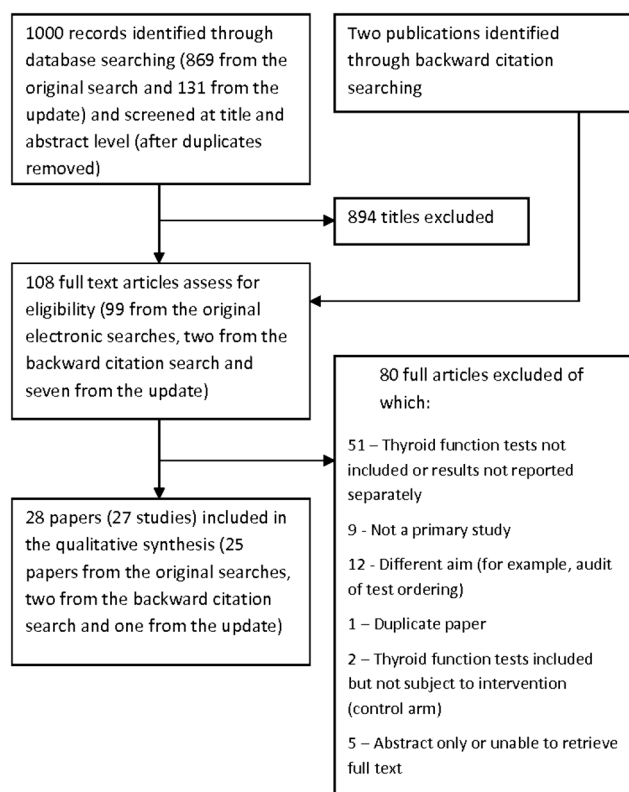 1000 records identified through
database searching (869 from the
original search and 131 from the
update) and screened at title and
abstract level (after duplicates
removed)
Two publications identified
through backward citation
searching
894 titles excluded
108 full text articles assess for
eligibility (99 from the original
electronic searches, two from the
backward citation search and
seven from the update)
80 full articles excluded of
which:
51 – Thyroid function tests not
included or results not reported
separately
9 - Not a primary study
12 - Different aim (for example, audit
of test ordering)
1 – Duplicate paper
2 – Thyroid function tests included
but not subject to intervention
(control arm)
5 – Abstract only or unable to retrieve
full text
28 papers (27 studies) included in
the qualitative synthesis (25
papers from the original searches,
two from the backward citation
search and one from the update)